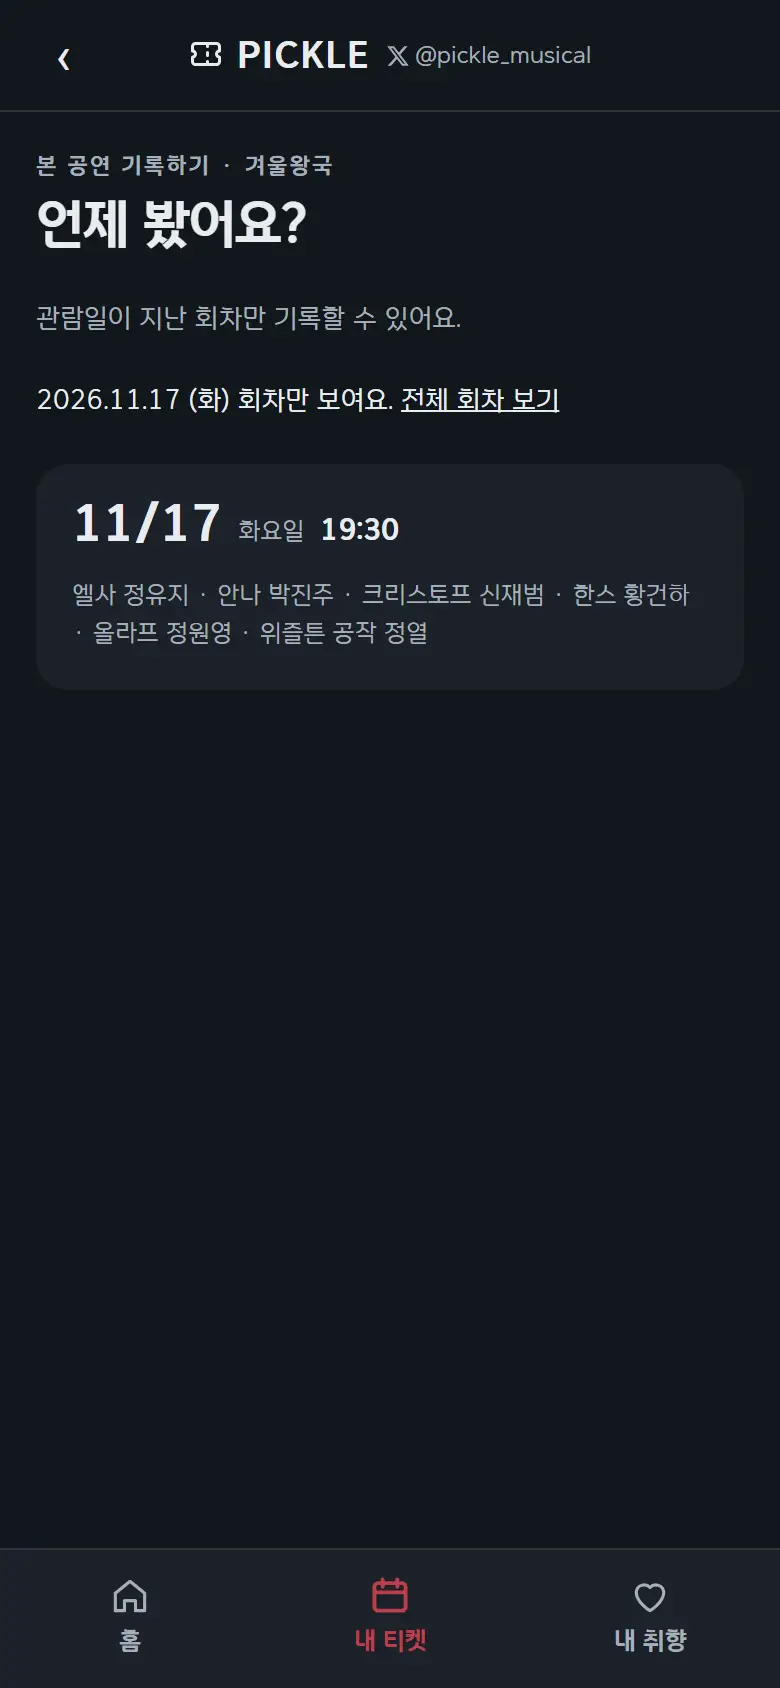 ‹ PICKLE 𝕏 @pickle_musical
본 공연 기록하기 · 겨울왕국
언제 봤어요?
관람일이 지난 회차만 기록할 수 있어요.
2026.11.17 (화) 회차만 보여요. 전체 회차 보기
11/17 화요일 19:30
엘사 정유지 · 안나 박진주 · 크리스토프 신재범 · 한스 황건하
· 올라프 정원영 · 위즐튼 공작 정열
홈 내 티켓 내 취향